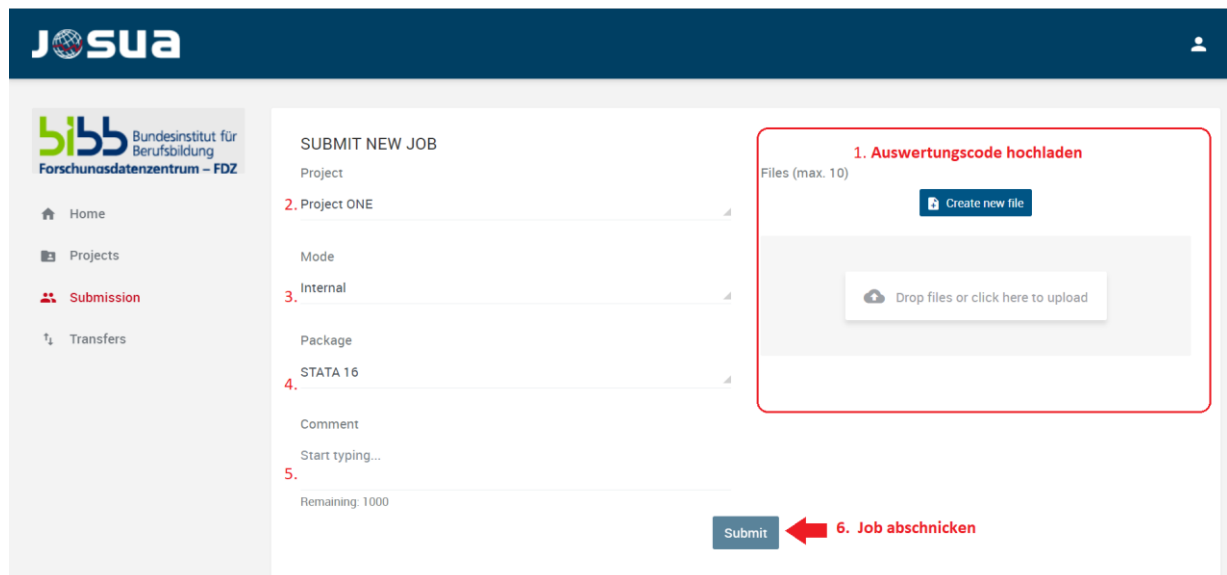 Josua
bibb Bundesinstitut für
Berufsbildung
Forschungsdatenzentrum – FDZ
Home
Projects
Submission
Transfers
SUBMIT NEW JOB
Project
2. Project ONE
Mode
3. Internal
Package
4. STATA 16
Comment
Start typing...
5.
Remaining: 1000
1. Auswertungscode hochladen
Files (max. 10)
Create new file
Drop files or click here to upload
Submit
6. Job abschnicken